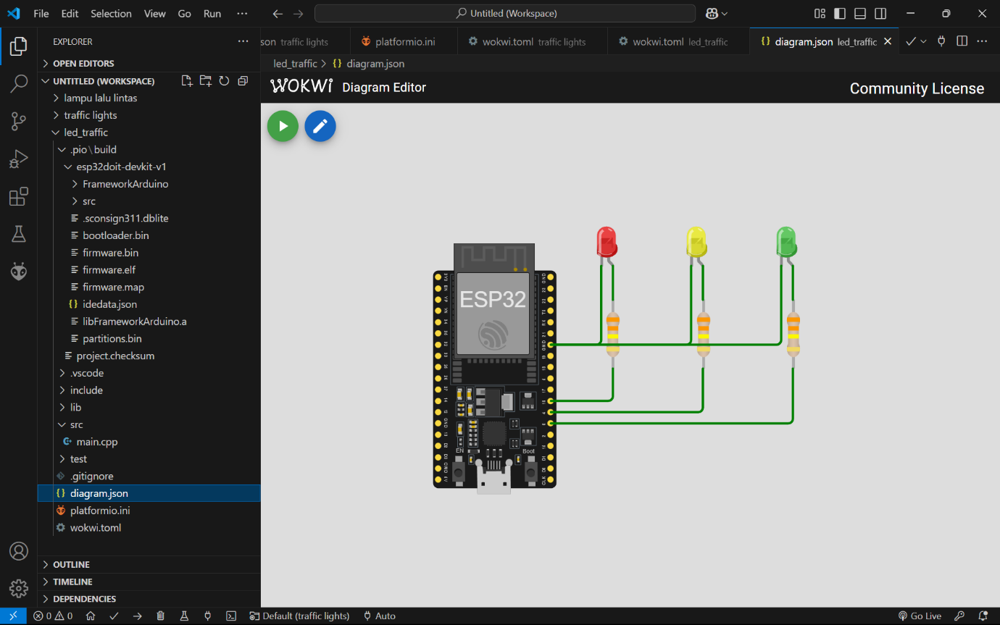 File Edit Selection View Go Run ··· Untitled (Workspace)
EXPLORER
son traffic lights platformio.ini wokwi.toml traffic lights wokwi.toml led_traffic diagram.json led_traffic
OPEN EDITORS
led_traffic > {} diagram.json
UNTITLED (WORKSPACE)
WOKWI Diagram Editor Community License
lampu lalu lintas
traffic lights
led_traffic
.pio \ build
esp32doit-devkit-v1
FrameworkArduino
src
.sconsign311.dblite
bootloader.bin
firmware.bin
firmware.elf
firmware.map
{} idedata.json
libFrameworkArduino.a
partitions.bin
project.checksum
.vscode
include
lib
src
main.cpp
test
.gitignore
{} diagram.json
platformio.ini
wokwi.toml
ESP32
EN Boot
OUTLINE
TIMELINE
DEPENDENCIES
0 0 Default (traffic lights) Auto Go Live